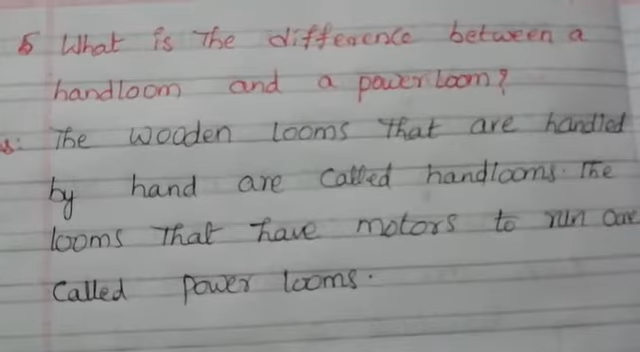 5 What is The difference between a
handloom and a power loom?
The wooden looms That are handled
by hand are called handlooms. The
looms That have motors to run are
Called power looms.